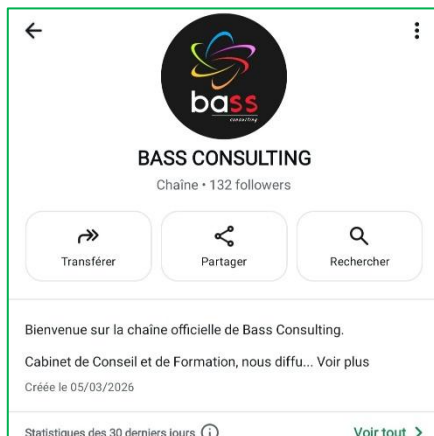 bass
consulting
BASS CONSULTING
Chaîne • 132 followers
Transférer
Partager
Rechercher
Bienvenue sur la chaîne officielle de Bass Consulting.
Cabinet de Conseil et de Formation, nous diffu... Voir plus
Créée le 05/03/2026
Statistiques des 30 derniers jours
Voir tout